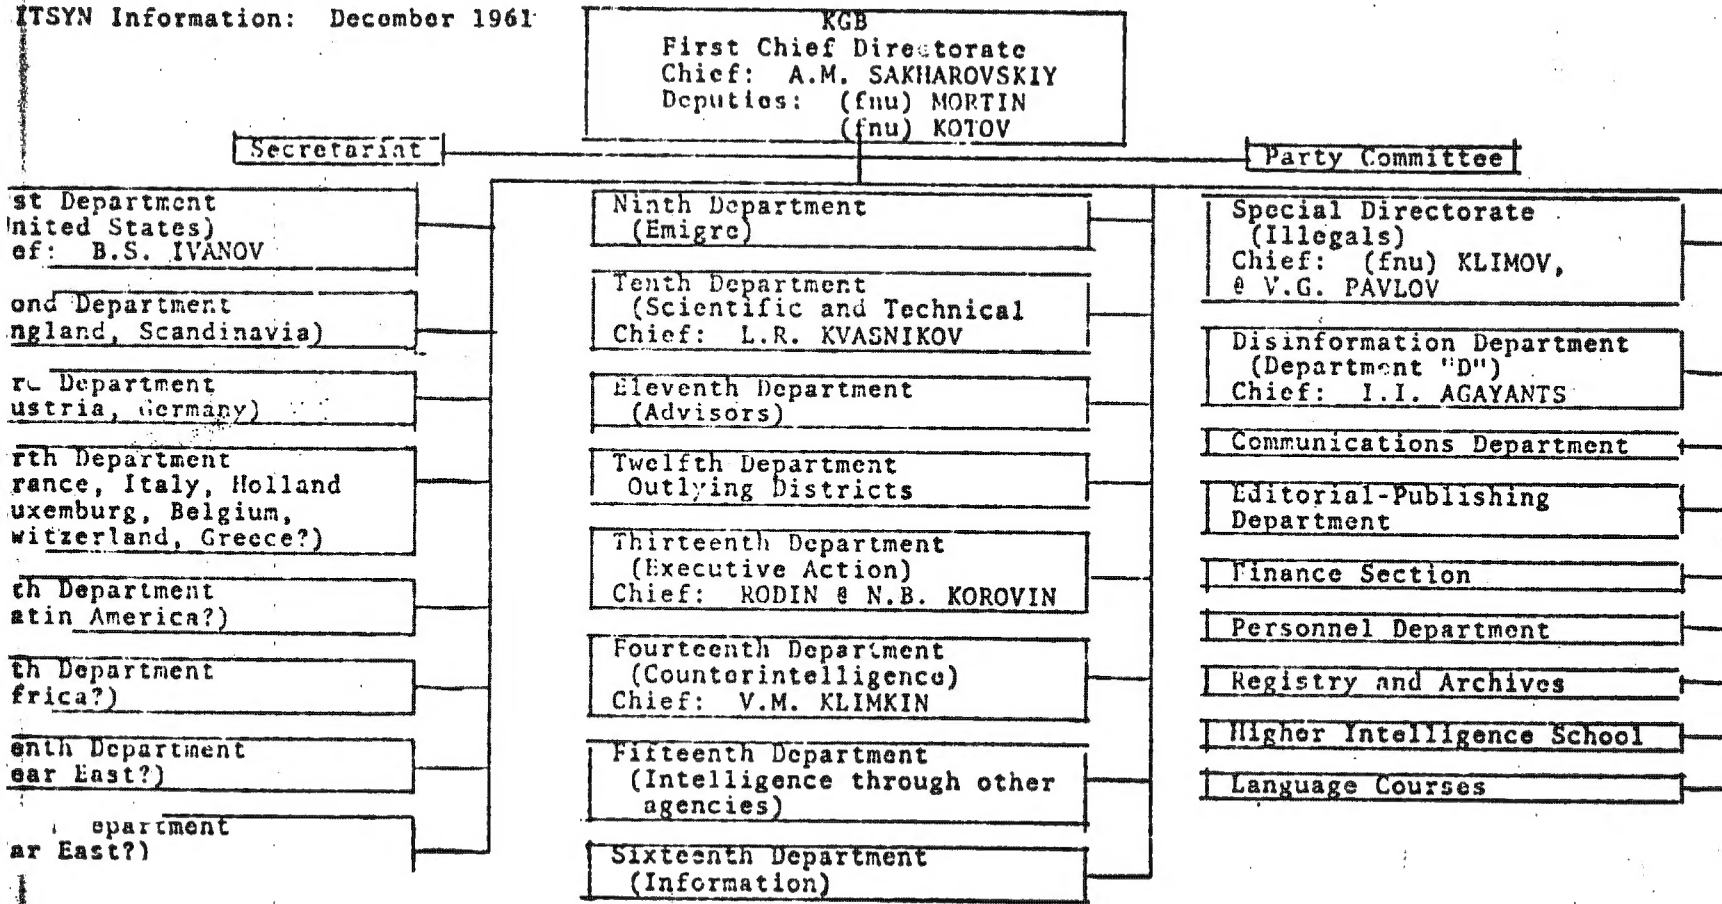 ITSYN Information: December 1961
KGB
First Chief Directorate
Chief: A.M. SAKHAROVSKIY
Deputies: (fnu) MORTIN
(fnu) KOTOV
Secretariat
Party Committee
st Department
nited States)
ef: B.S. IVANOV
ond Department
ngland, Scandinavia)
Department
ustria, Germany)
rth Department
rance, Italy, Holland
uxemburg, Belgium,
witzerland, Greece?)
th Department
atin America?)
th Department
frica?)
enth Department
ear East?)
epartment
ar East?)
Ninth Department
(Emigre)
Tenth Department
(Scientific and Technical
Chief: L.R. KVASNIKOV
Eleventh Department
(Advisors)
Twelfth Department
Outlying Districts
Thirteenth Department
(Executive Action)
Chief: RODIN @ N.B. KOROVIN
Fourteenth Department
(Counterintelligence)
Chief: V.M. KLIMKIN
Fifteenth Department
(Intelligence through other
agencies)
Sixteenth Department
(Information)
Special Directorate
(Illegals)
Chief: (fnu) KLIMOV,
@ V.G. PAVLOV
Disinformation Department
(Department "D")
Chief: I.I. AGAYANTS
Communications Department
Editorial-Publishing
Department
Finance Section
Personnel Department
Registry and Archives
Higher Intelligence School
Language Courses